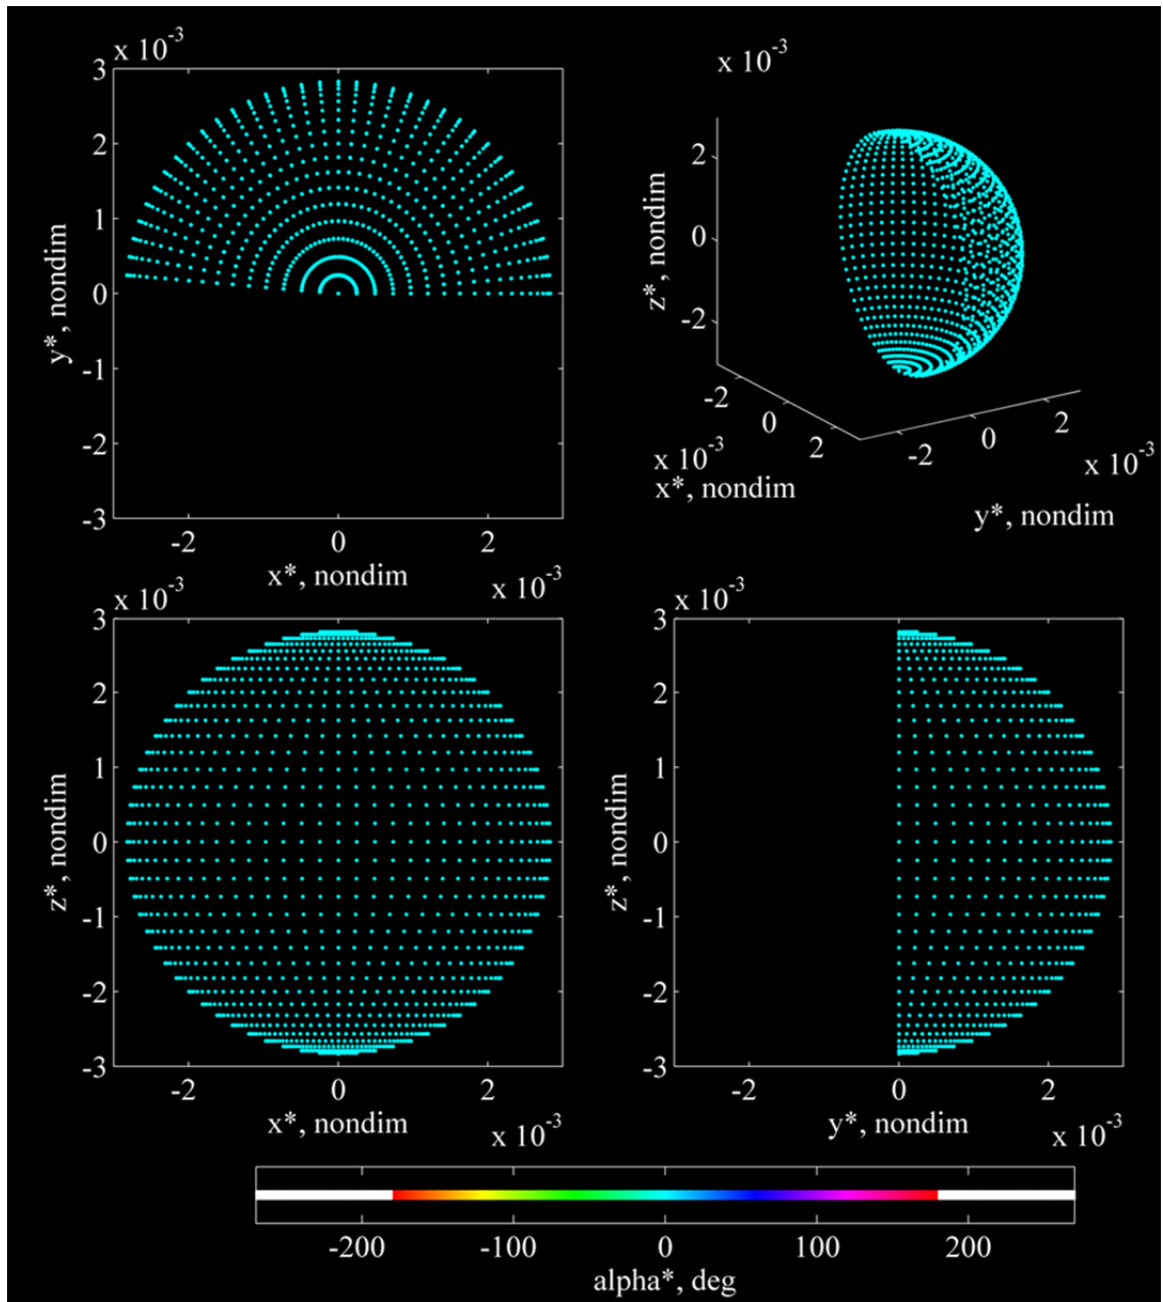 x 10-3
3
2
1
0
-1
-2
-3
y*, nondim
-2 0 2
x*, nondim
x 10-3
x 10-3
2
0
-2
z*, nondim
-2 0 2
x 10-3
x*, nondim
-2 0 2
x 10-3
y*, nondim
x 10-3
3
2
1
0
-1
-2
-3
z*, nondim
-2 0 2
x*, nondim
x 10-3
x 10-3
3
2
1
0
-1
-2
-3
z*, nondim
-2 0 2
y*, nondim
x 10-3
-200 -100 0 100 200
alpha*, deg